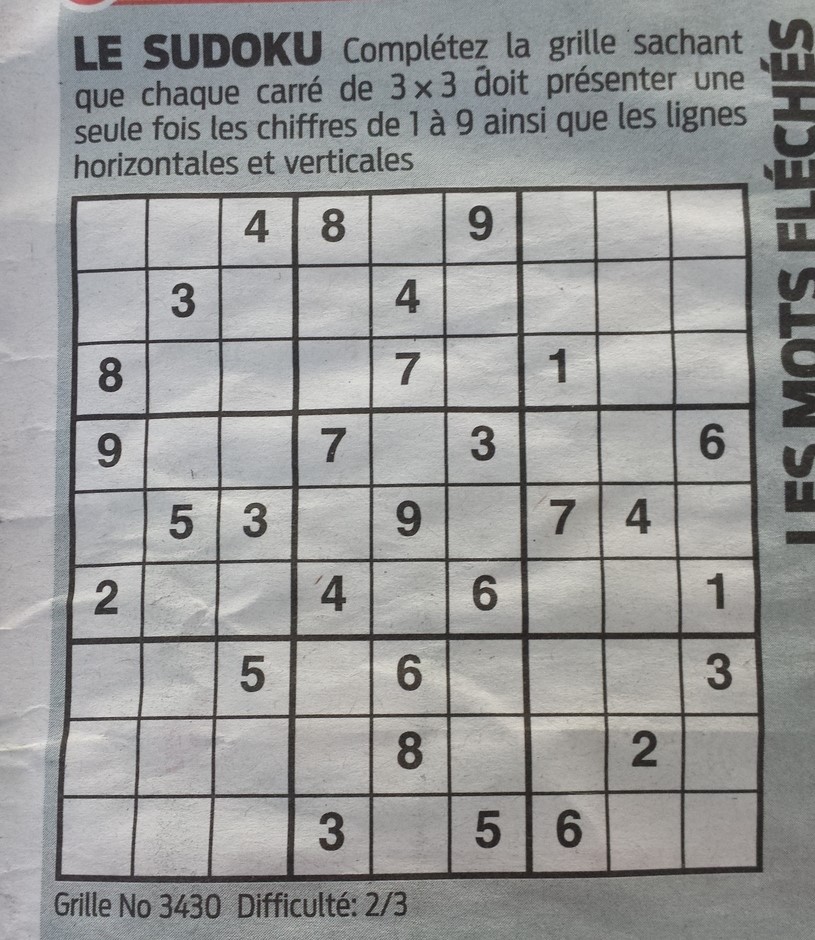 LE SUDOKU Complétez la grille sachant
que chaque carré de 3 x 3 doit présenter une
seule fois les chiffres de 1 à 9 ainsi que les lignes
horizontales et verticales
4 8 9
3 4
8 7 1
9 7 3 6
5 3 9 7 4
2 4 6 1
5 6 3
8 2
3 5 6
Grille No 3430 Difficulté: 2/3
LES MOTS FLÉCHÉS